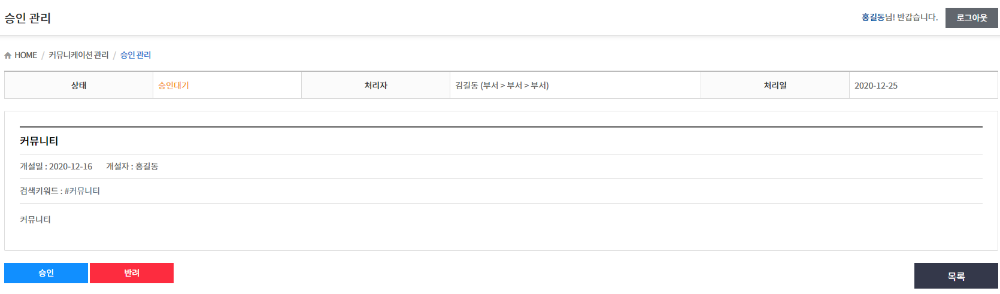 승인 관리
홍길동님! 반갑습니다. 로그아웃
HOME / 커뮤니케이션 관리 / 승인 관리
상태 승인대기 처리자 김길동 (부서 > 부서 > 부서) 처리일 2020-12-25
커뮤니티
개설일 : 2020-12-16 개설자 : 홍길동
검색키워드 : #커뮤니티
커뮤니티
승인 반려 목록